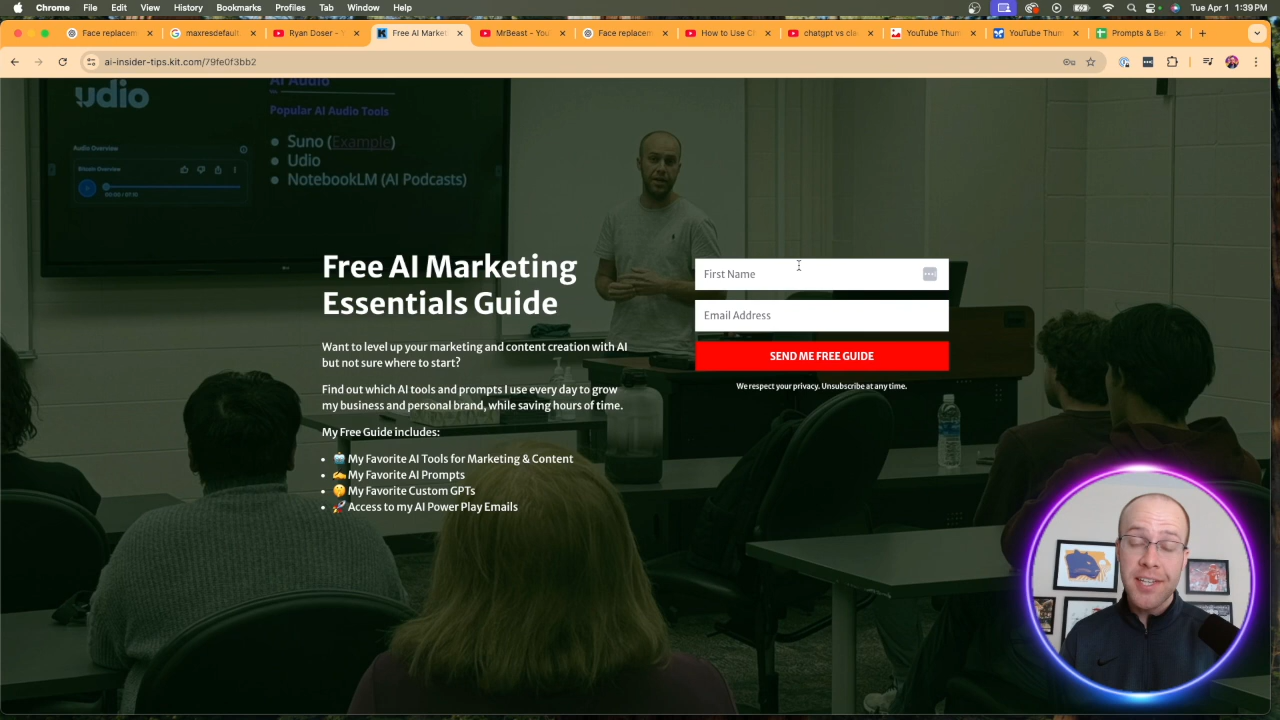 Chrome File Edit View History Bookmarks Profiles Tab Window Help Tue Apr 1 1:39 PM
Face replacem maxresdefault Ryan Doser - Y Free AI Market MrBeast - You Face replacem How to Use C chatgpt vs cla YouTube Thum YouTube Thum Prompts & Be
ai-insider-tips.kit.com/79fe0f3bb2
AI Audio
udio
Popular AI Audio Tools
Suno (Example)
Udio
NotebookLM (AI Podcasts)
Audio Overview
Free AI Marketing
Essentials Guide
Want to level up your marketing and content creation with AI
but not sure where to start?
Find out which AI tools and prompts I use every day to grow
my business and personal brand, while saving hours of time.
My Free Guide includes:
My Favorite AI Tools for Marketing & Content
My Favorite AI Prompts
My Favorite Custom GPTs
Access to my AI Power Play Emails
First Name
Email Address
SEND ME FREE GUIDE
We respect your privacy. Unsubscribe at any time.